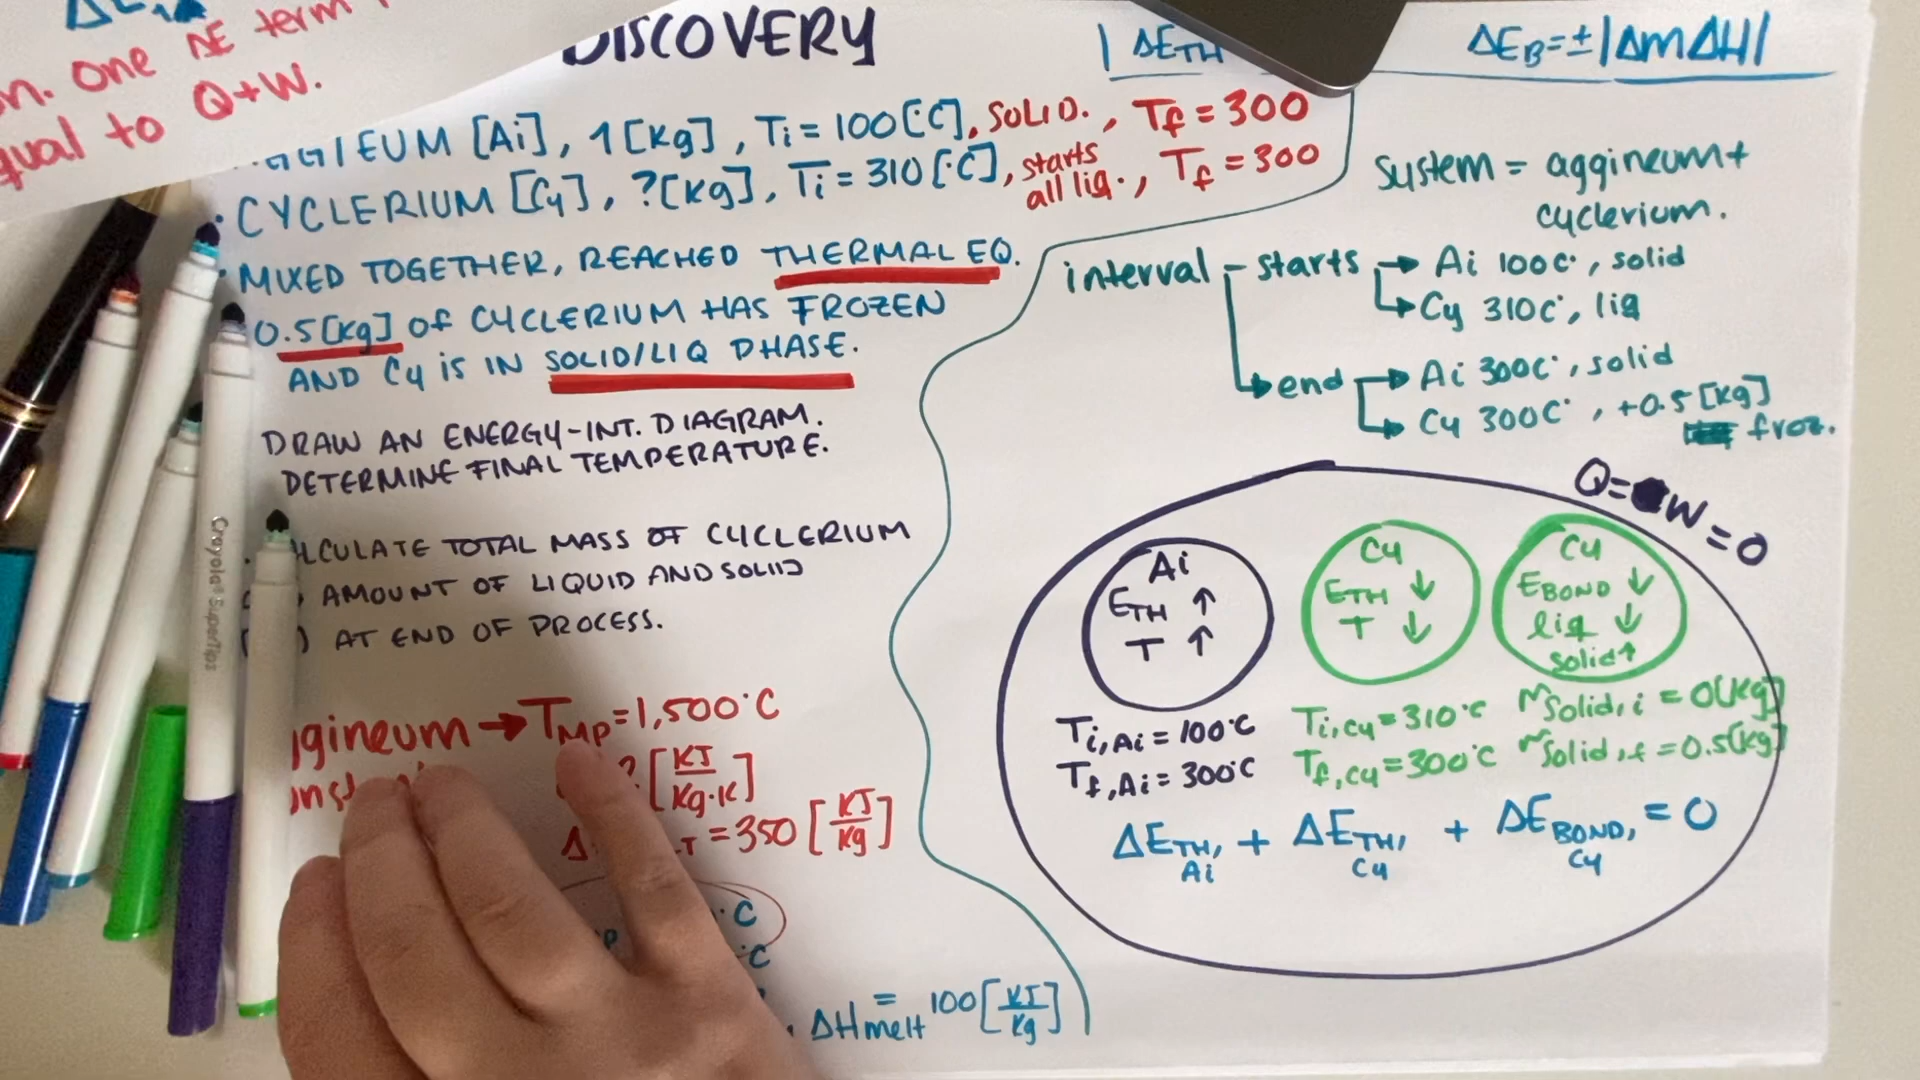 one ΔE term
equal to Q+W.
DISCOVERY
AGGIEUM [Ai], 1[Kg], Ti = 100[°C], SOLID. , Tf = 300
CYCLERIUM [Cy], ?[Kg], Ti = 310[°C], starts all liq. , Tf = 300
MIXED TOGETHER, REACHED THERMAL EQ.
0.5[Kg] OF CYCLERIUM HAS FROZEN
AND Cy IS IN SOLID/LIQ PHASE.
DRAW AN ENERGY-INT. DIAGRAM.
DETERMINE FINAL TEMPERATURE.
CALCULATE TOTAL MASS OF CYCLERIUM
AMOUNT OF LIQUID AND SOLID
AT END OF PROCESS.
aggineum → TMP = 1,500°C
[KJ/Kg·K]
= 350 [KJ/Kg]
°C
°C
ΔHmelt = 100 [KJ/Kg]
Crayola SuperTips
| ΔETH
ΔEB = ±|ΔmΔH|
system = aggineum +
cyclerium.
interval - starts → Ai 100C°, solid
→ Cy 310C°, liq
→ end → Ai 300C°, solid
→ Cy 300C°, +0.5 [Kg]
froz.
Q = W = 0
Ai
ETH ↑
T ↑
Cy
ETH ↓
T ↓
Cy
EBOND ↓
liq ↓
solid ↑
Ti,Ai = 100°C
Tf,Ai = 300°C
Ti,Cy = 310°C
Tf,Cy = 300°C
msolid,i = 0[Kg]
msolid,f = 0.5[Kg]
ΔETH,Ai + ΔETH,Cy + ΔEBOND,Cy = 0